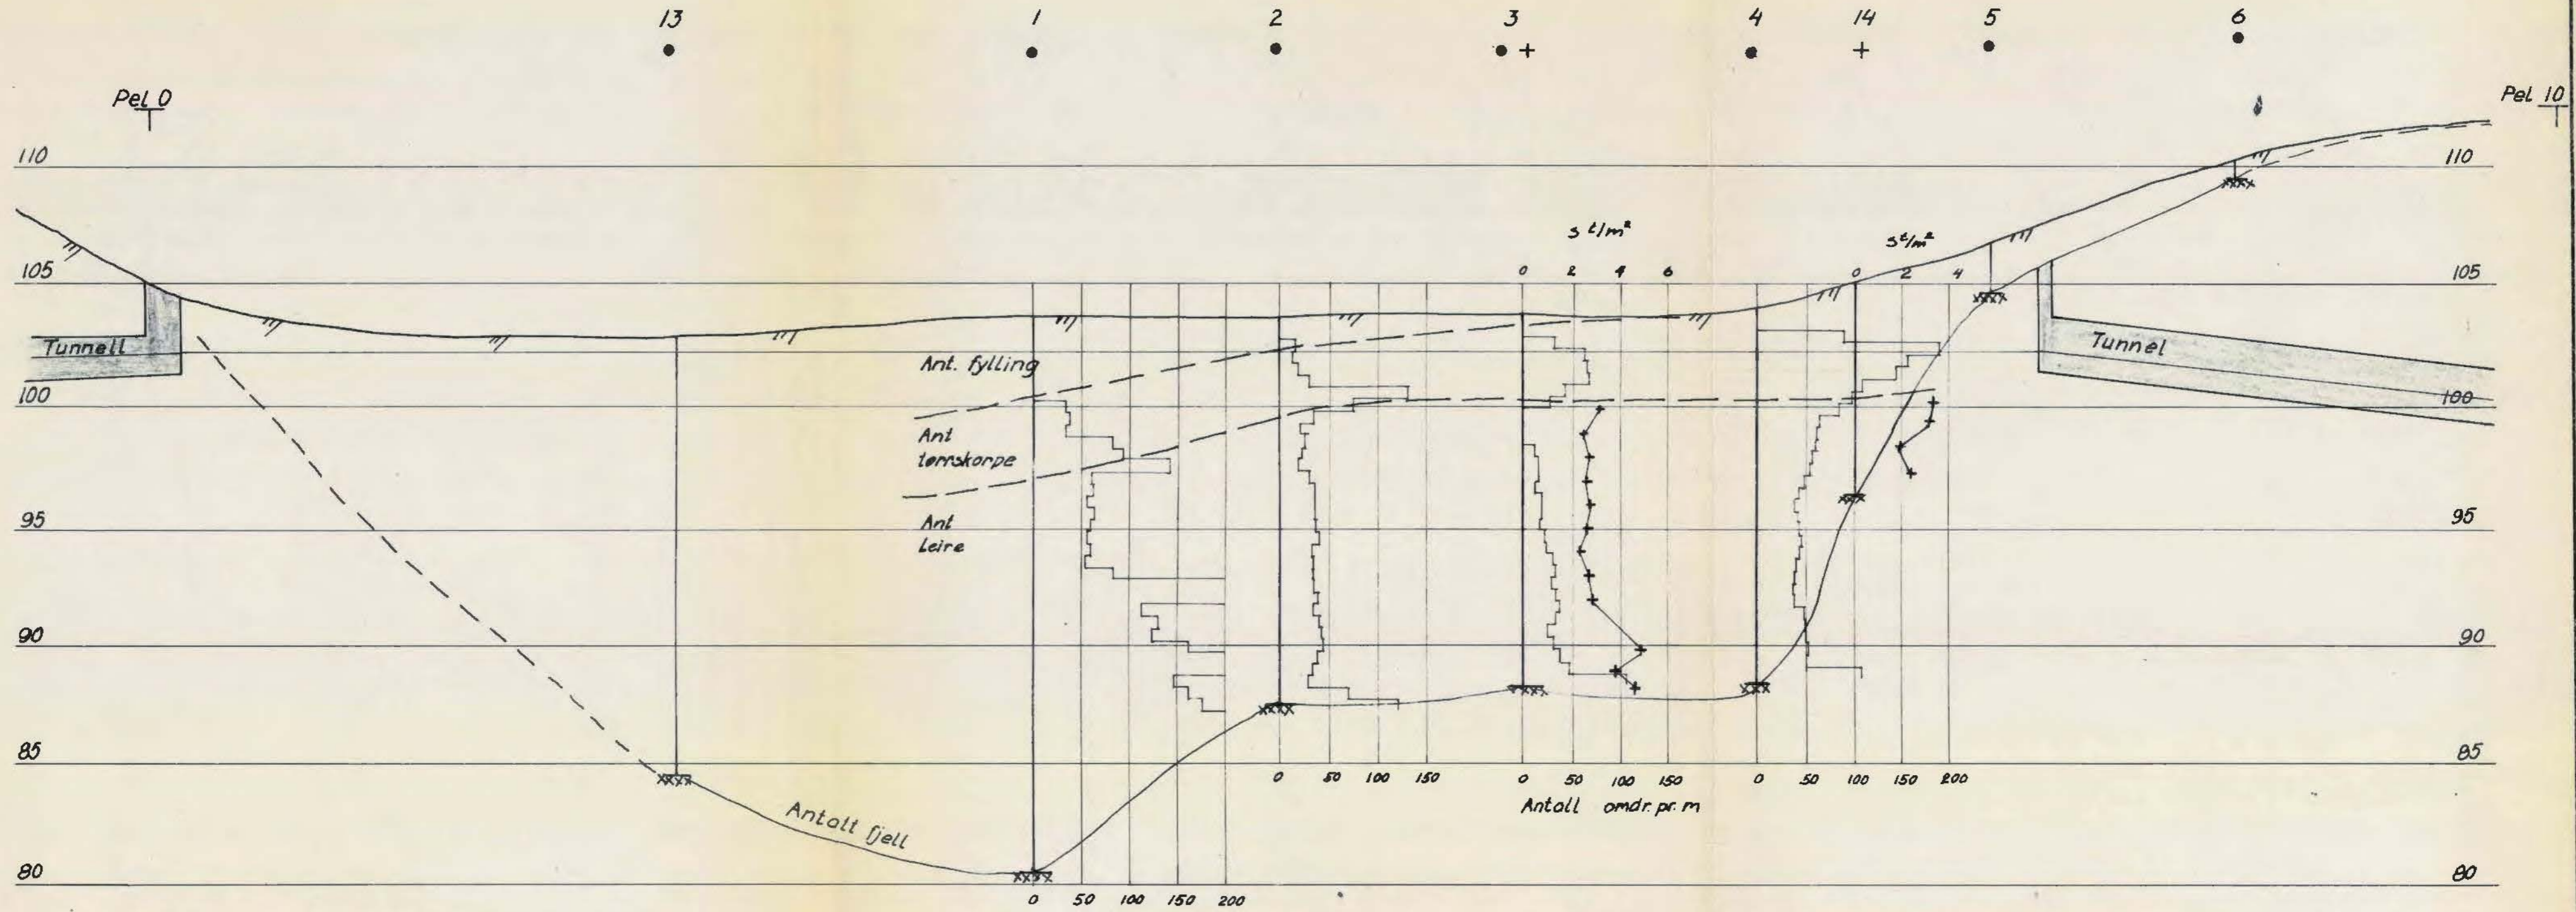 13 1 2 3 4 14 5 6
Pel 0 Pel 10
110 110
s t/m² s t/m²
105 0 2 4 6 0 2 4 105
Tunnell Tunnel
Ant. fylling
100 100
Ant
tørrskorpe
95 Ant 95
Leire
90 90
85 85
0 50 100 150 0 50 100 150 0 50 100 150 200
Antall omdr. pr. m
Antatt fjell
80 80
0 50 100 150 200